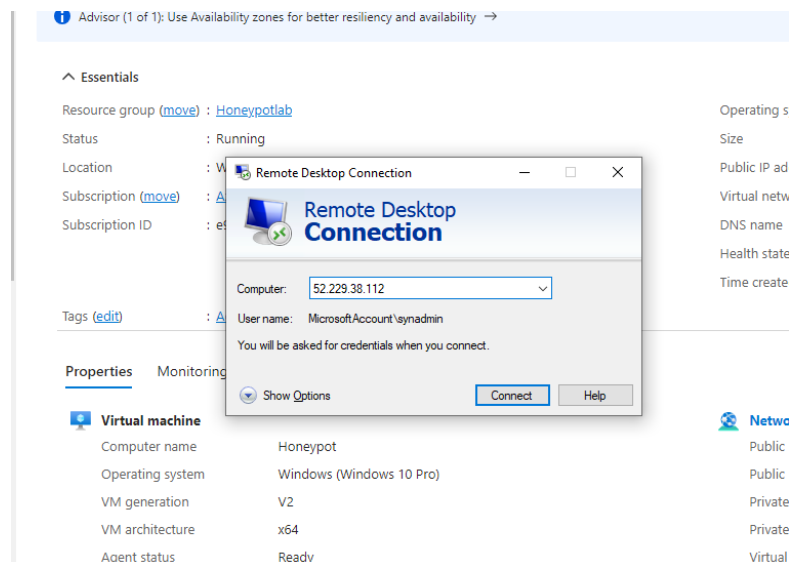 Advisor (1 of 1): Use Availability zones for better resiliency and availability →
Essentials
Resource group (move) : Honeypotlab
Operating s
Status : Running
Size
Location : W
Public IP ad
Subscription (move) : A
Virtual netw
Subscription ID : e9
DNS name
Health state
Time create
Tags (edit) : A
Remote Desktop Connection
Remote Desktop
Connection
Computer: 52.229.38.112
User name: MicrosoftAccount\synadmin
You will be asked for credentials when you connect.
Show Options
Connect
Help
Properties Monitoring
Virtual machine
Netwo
Computer name Honeypot
Public
Operating system Windows (Windows 10 Pro)
Public
VM generation V2
Private
VM architecture x64
Private
Agent status Ready
Virtual